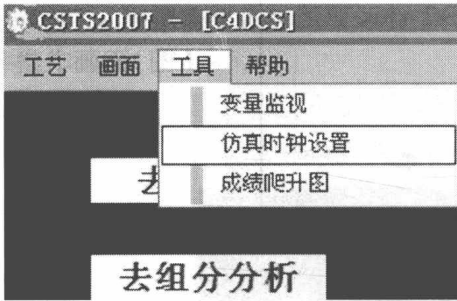 CSTS2007 - [C4DCS]
工艺 画面 工具 帮助
变量监视
仿真时钟设置
成绩爬升图
去
去组分分析